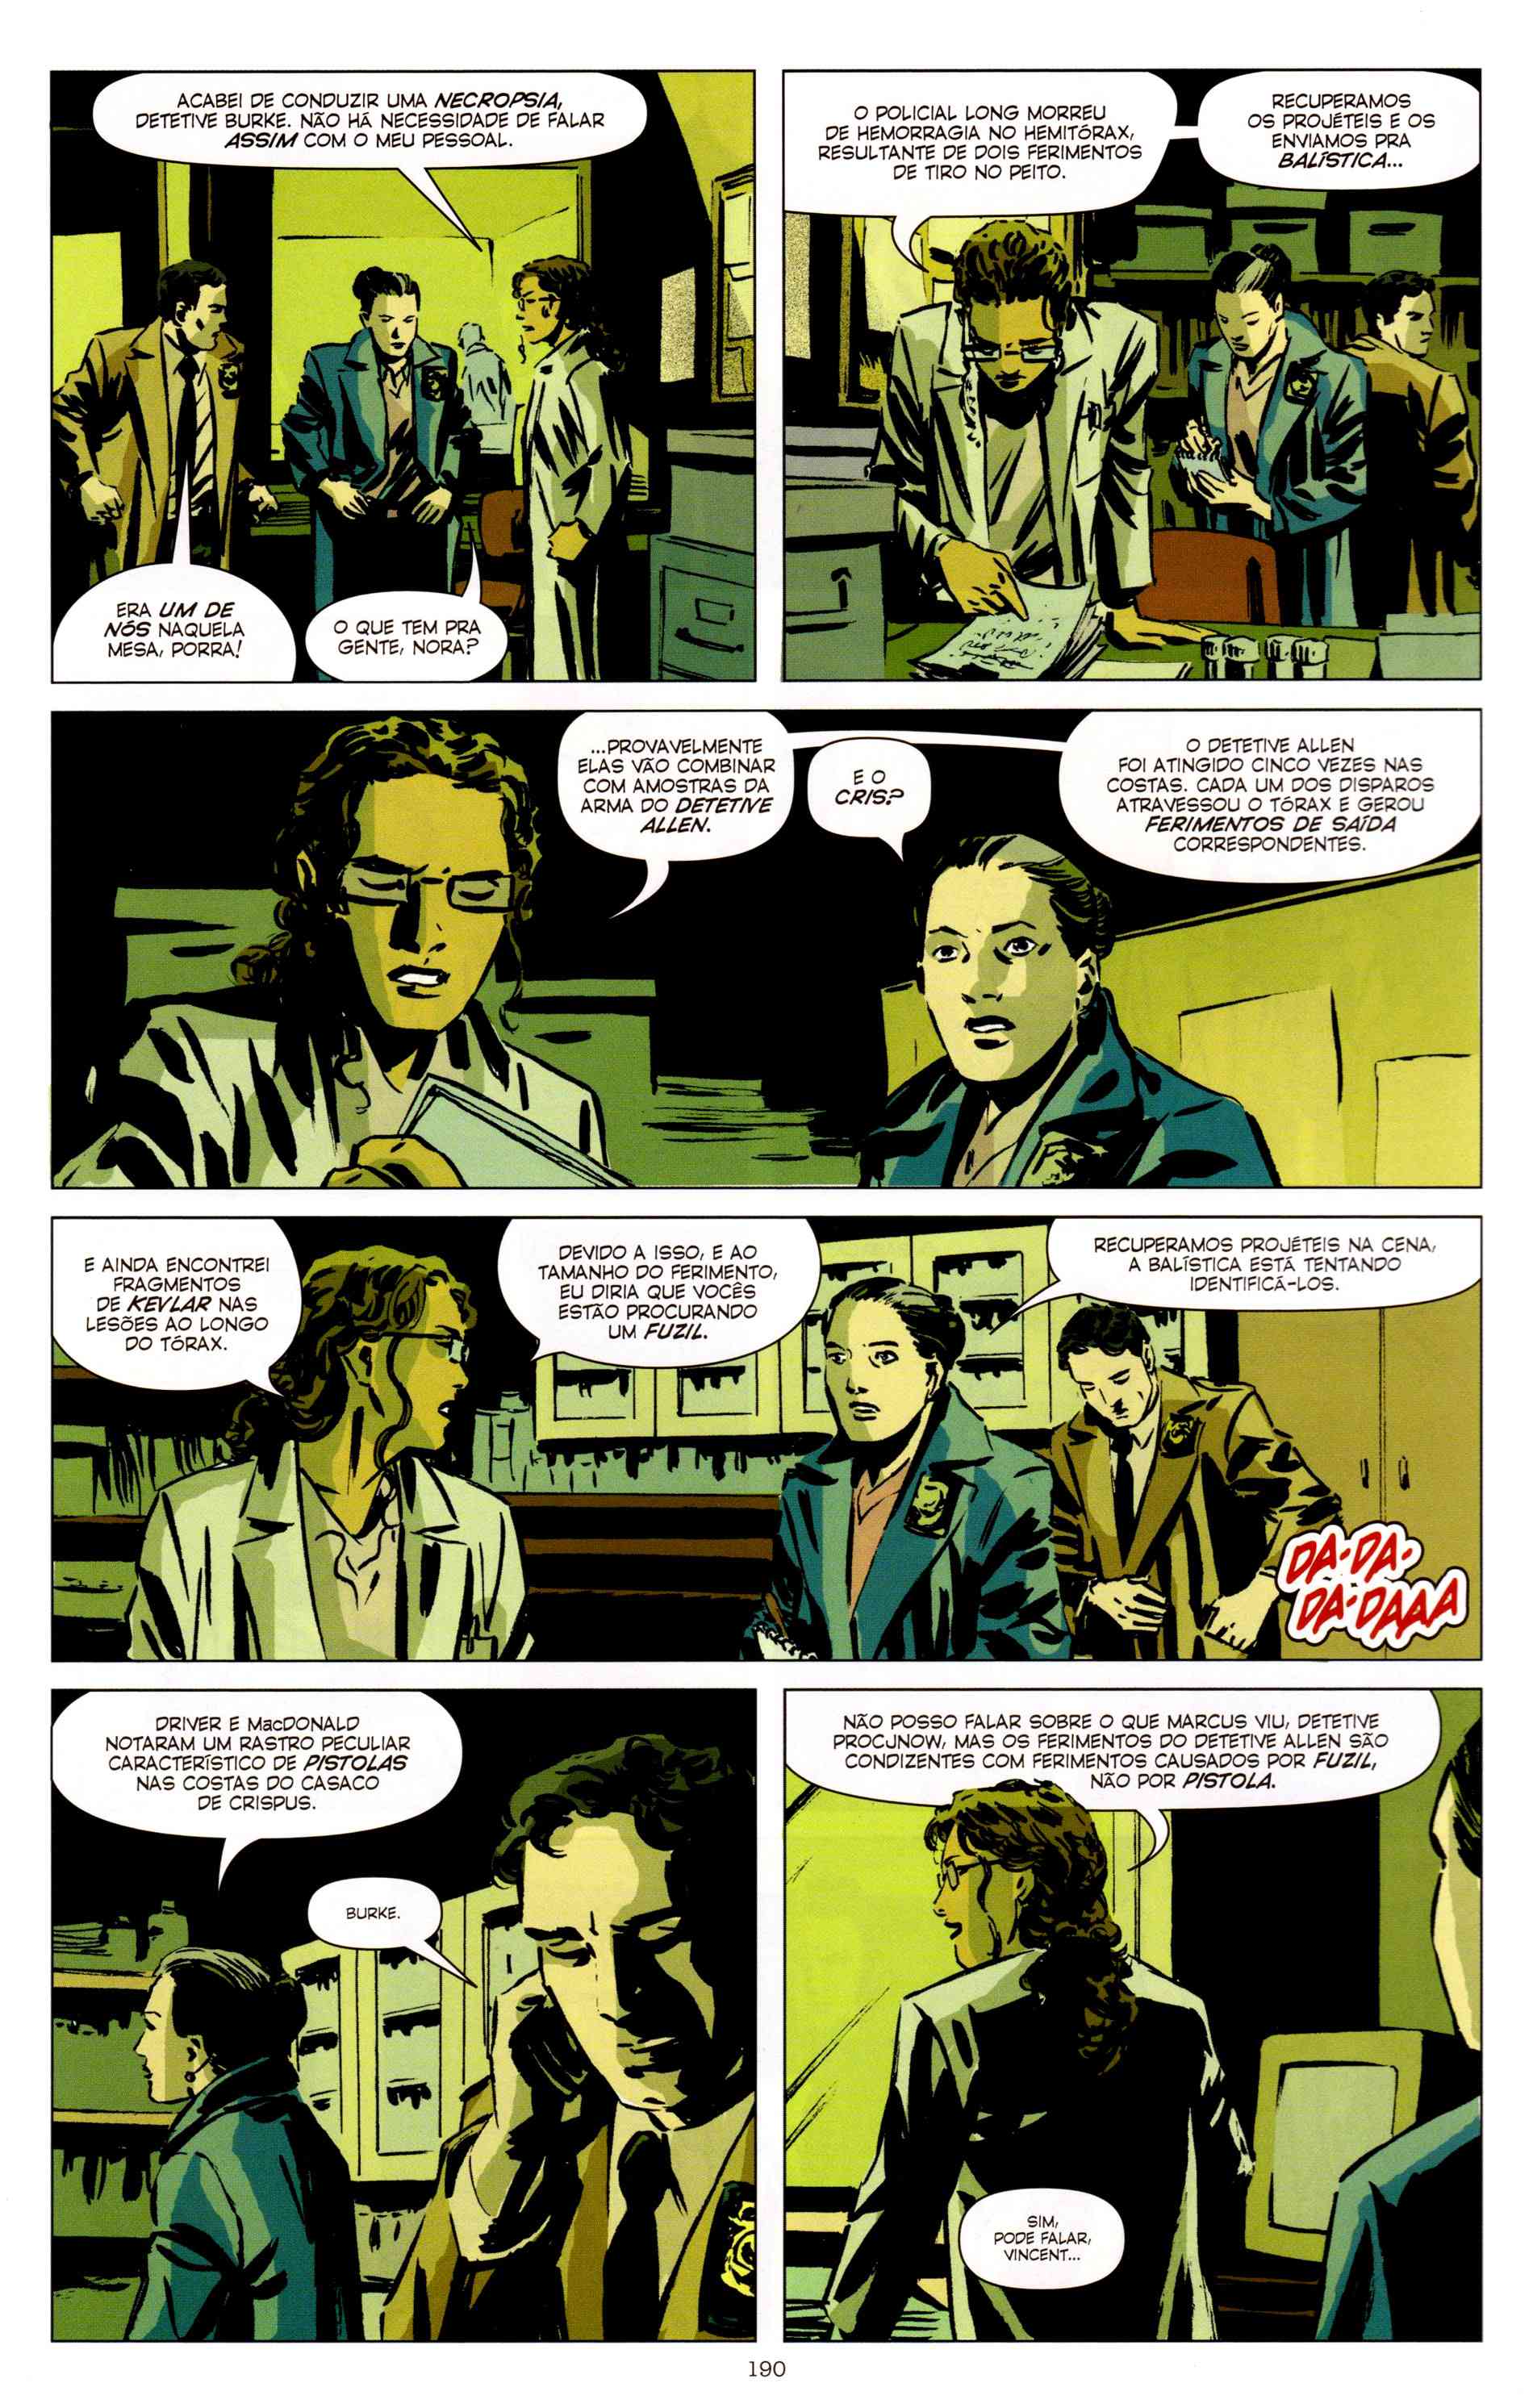 ACABEI DE CONDUZIR UMA NECROPSIA,
DETETIVE BURKE. NÃO HÁ NECESSIDADE DE FALAR
ASSIM COM O MEU PESSOAL.
ERA UM DE
NÓS NAQUELA
MESA, PORRA!
O QUE TEM PRA
GENTE, NORA?
O POLICIAL LONG MORREU
DE HEMORRAGIA NO HEMITÓRAX,
RESULTANTE DE DOIS FERIMENTOS
DE TIRO NO PEITO.
RECUPERAMOS
OS PROJÉTEIS E OS
ENVIAMOS PRA
BALÍSTICA...
...PROVAVELMENTE
ELAS VÃO COMBINAR
COM AMOSTRAS DA
ARMA DO DETETIVE
ALLEN.
E O
CRIS?
O DETETIVE ALLEN
FOI ATINGIDO CINCO VEZES NAS
COSTAS. CADA UM DOS DISPAROS
ATRAVESSOU O TÓRAX E GEROU
FERIMENTOS DE SAÍDA
CORRESPONDENTES.
E AINDA ENCONTREI
FRAGMENTOS
DE KEVLAR NAS
LESÕES AO LONGO
DO TÓRAX.
DEVIDO A ISSO, E AO
TAMANHO DO FERIMENTO,
EU DIRIA QUE VOCÊS
ESTÃO PROCURANDO
UM FUZIL.
RECUPERAMOS PROJÉTEIS NA CENA,
A BALÍSTICA ESTÁ TENTANDO
IDENTIFICÁ-LOS.
DA-DA-
DA-DAAA
DRIVER E MacDONALD
NOTARAM UM RASTRO PECULIAR
CARACTERÍSTICO DE PISTOLAS
NAS COSTAS DO CASACO
DE CRISPUS.
BURKE.
NÃO POSSO FALAR SOBRE O QUE MARCUS VIU, DETETIVE
PROCJNOW, MAS OS FERIMENTOS DO DETETIVE ALLEN SÃO
CONDIZENTES COM FERIMENTOS CAUSADOS POR FUZIL,
NÃO POR PISTOLA.
SIM,
PODE FALAR,
VINCENT...
190